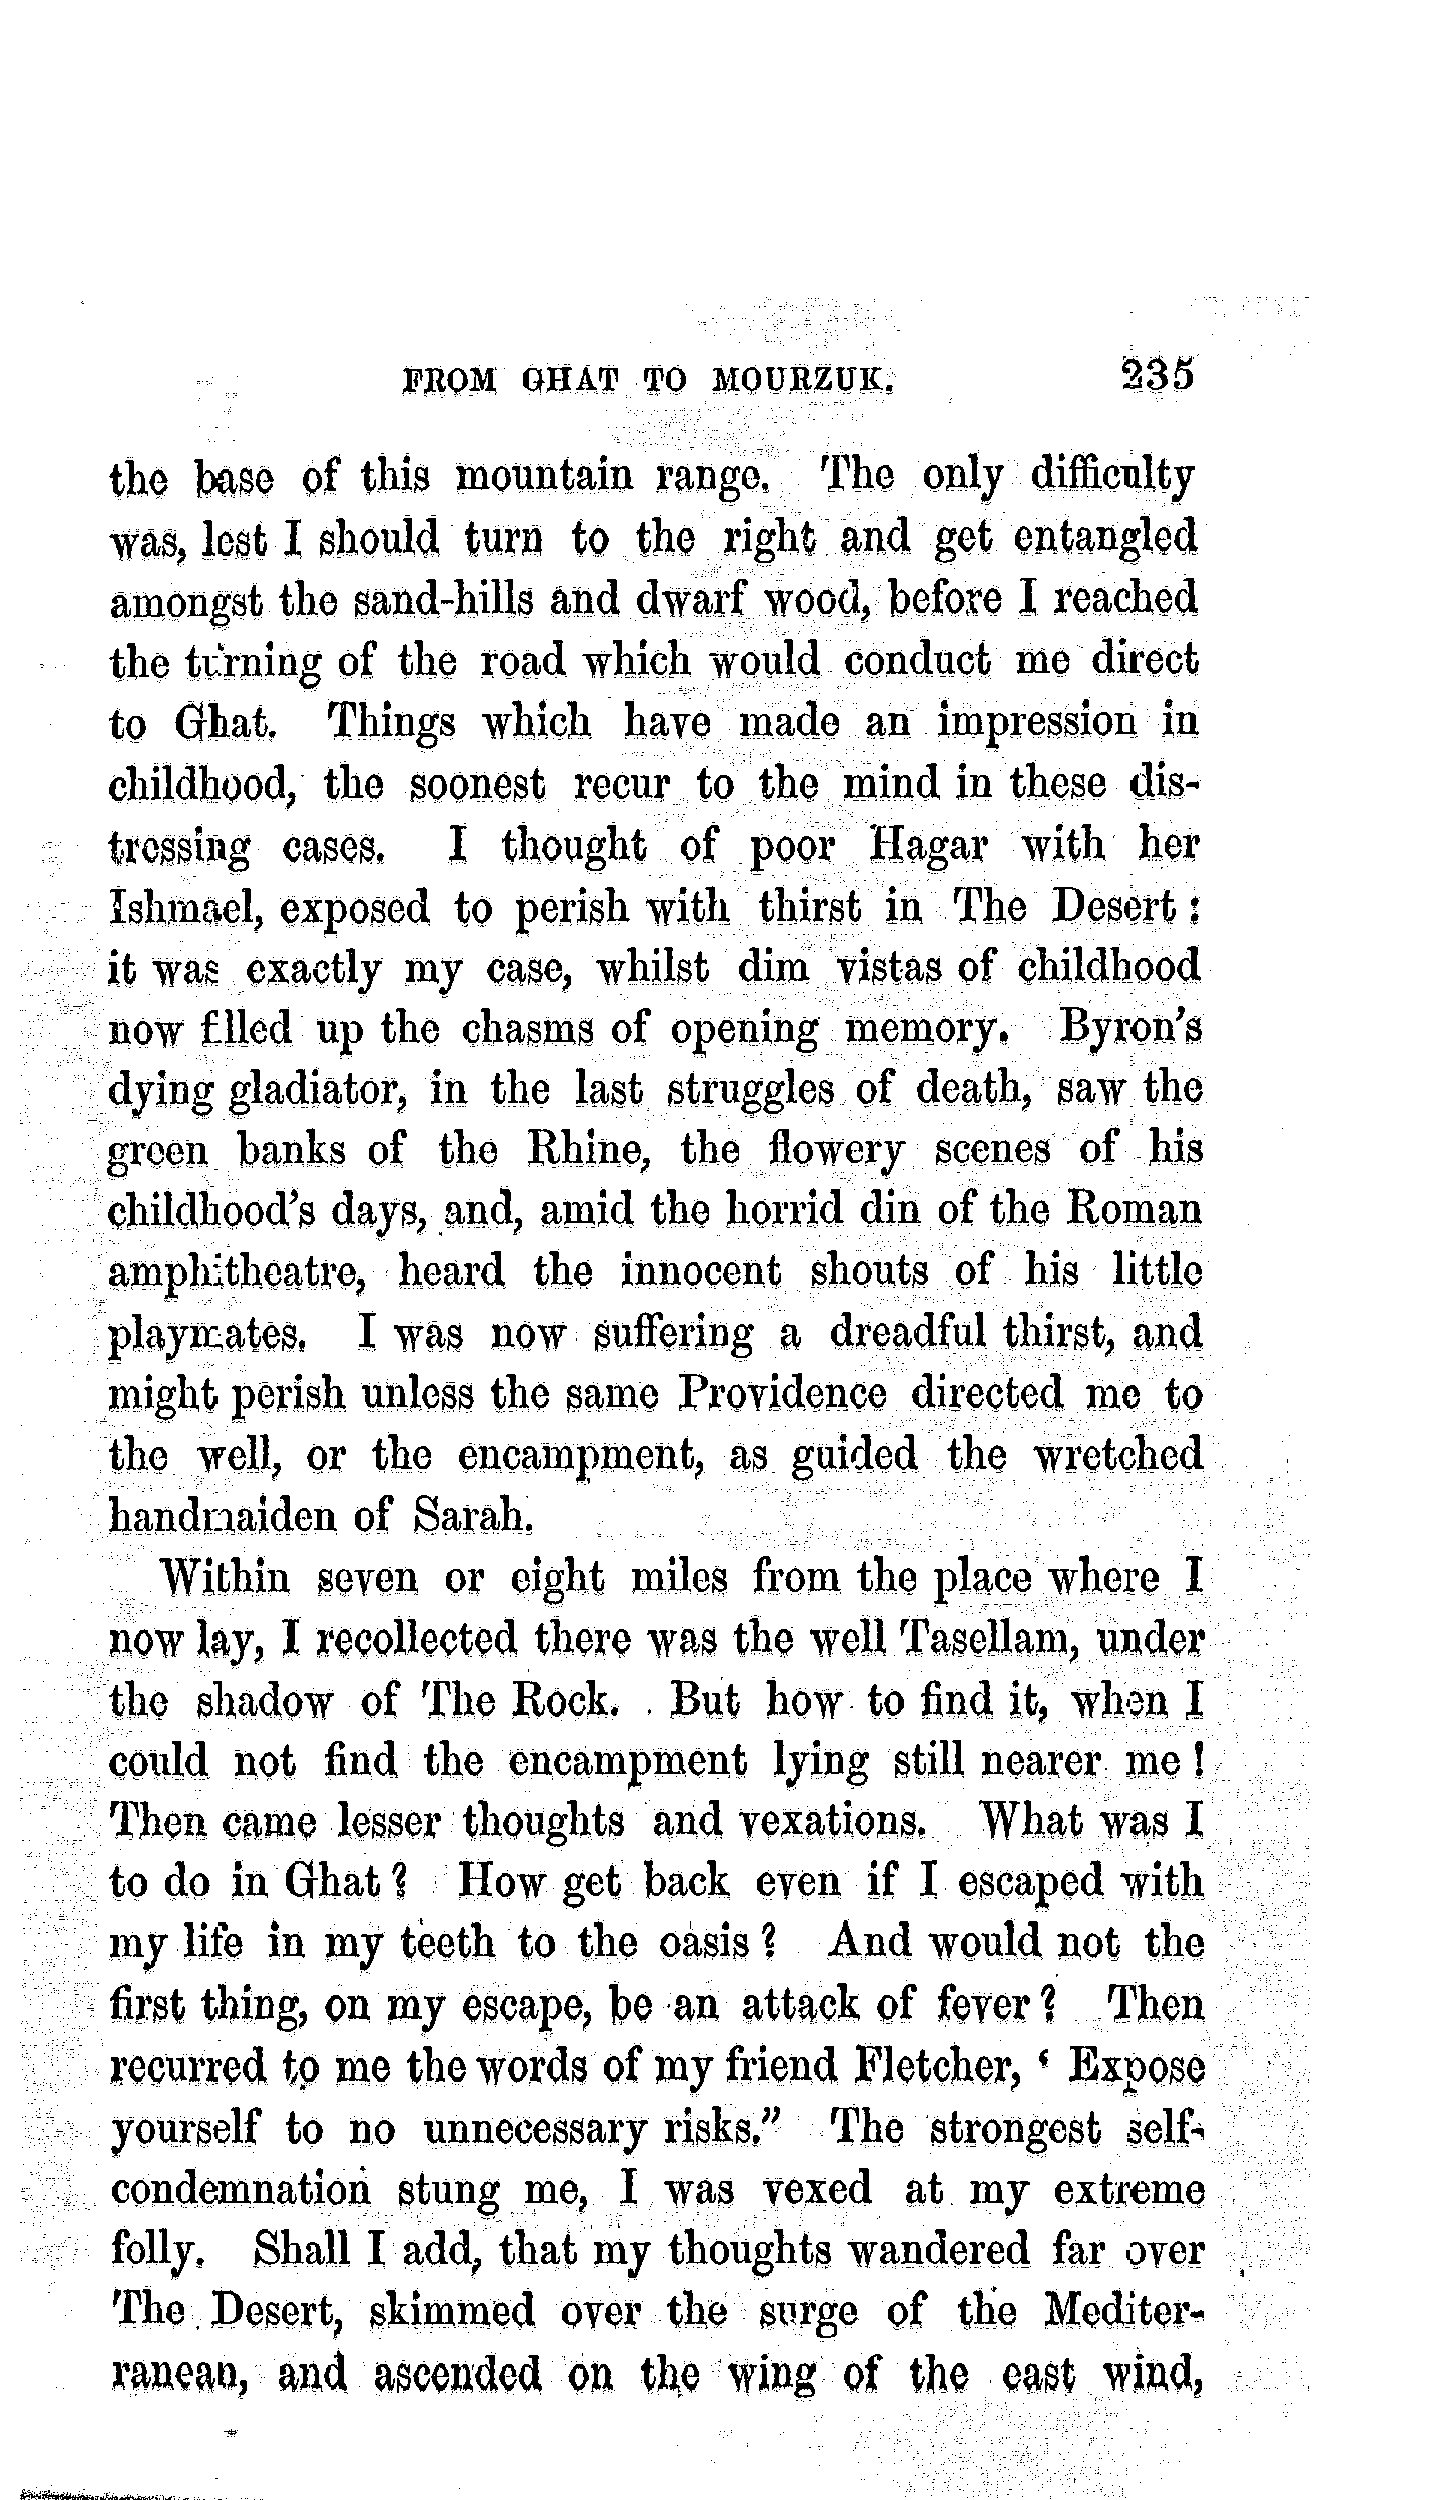 FROM GHAT TO MOURZUK. 235
the base of this mountain range. The only difficulty
was, lest I should turn to the right and get entangled
amongst the sand-hills and dwarf wood, before I reached
the turning of the road which would conduct me direct
to Ghat. Things which have made an impression in
childhood, the soonest recur to the mind in these dis-
tressing cases. I thought of poor Hagar with her
Ishmael, exposed to perish with thirst in The Desert:
it was exactly my case, whilst dim vistas of childhood
now filled up the chasms of opening memory. Byron's
dying gladiator, in the last struggles of death, saw the
green banks of the Rhine, the flowery scenes of his
childhood's days, and, amid the horrid din of the Roman
amphitheatre, heard the innocent shouts of his little
playmates. I was now suffering a dreadful thirst, and
might perish unless the same Providence directed me to
the well, or the encampment, as guided the wretched
handmaiden of Sarah.
Within seven or eight miles from the place where I
now lay, I recollected there was the well Tasellam, under
the shadow of The Rock. But how to find it, when I
could not find the encampment lying still nearer me!
Then came lesser thoughts and vexations. What was I
to do in Ghat? How get back even if I escaped with
my life in my teeth to the oasis? And would not the
first thing, on my escape, be an attack of fever? Then
recurred to me the words of my friend Fletcher, ‘ Expose
yourself to no unnecessary risks.” The strongest self-
condemnation stung me, I was vexed at my extreme
folly. Shall I add, that my thoughts wandered far over
The Desert, skimmed over the surge of the Mediter-
ranean, and ascended on the wing of the east wind,